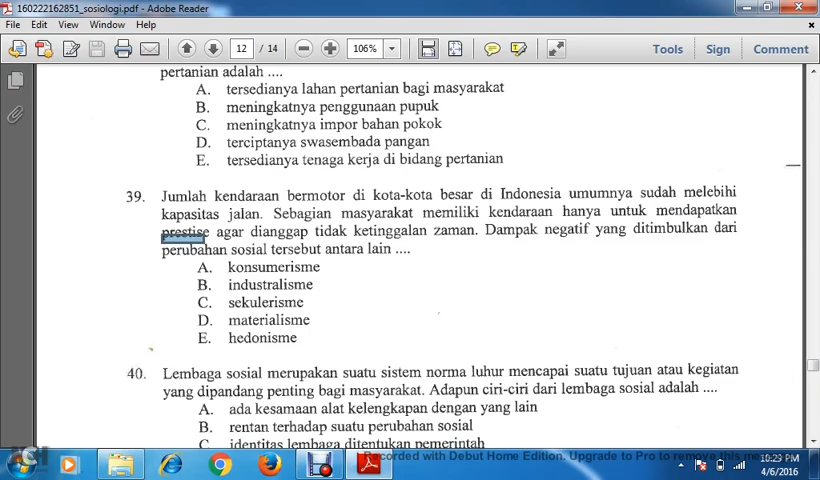 160222162851_sosiologi.pdf - Adobe Reader
File Edit View Window Help
12 / 14 106% Tools Sign Comment
pertanian adalah ....
A. tersedianya lahan pertanian bagi masyarakat
B. meningkatnya penggunaan pupuk
C. meningkatnya impor bahan pokok
D. terciptanya swasembada pangan
E. tersedianya tenaga kerja di bidang pertanian
39. Jumlah kendaraan bermotor di kota-kota besar di Indonesia umumnya sudah melebihi
kapasitas jalan. Sebagian masyarakat memiliki kendaraan hanya untuk mendapatkan
prestise agar dianggap tidak ketinggalan zaman. Dampak negatif yang ditimbulkan dari
perubahan sosial tersebut antara lain ....
A. konsumerisme
B. industralisme
C. sekulerisme
D. materialisme
E. hedonisme
40. Lembaga sosial merupakan suatu sistem norma luhur mencapai suatu tujuan atau kegiatan
yang dipandang penting bagi masyarakat. Adapun ciri-ciri dari lembaga sosial adalah ....
A. ada kesamaan alat kelengkapan dengan yang lain
B. rentan terhadap suatu perubahan sosial
C. identitas lembaga ditentukan pemerintah
Recorded with Debut Home Edition. Upgrade to Pro to remove this me
10:29 PM
4/6/2016